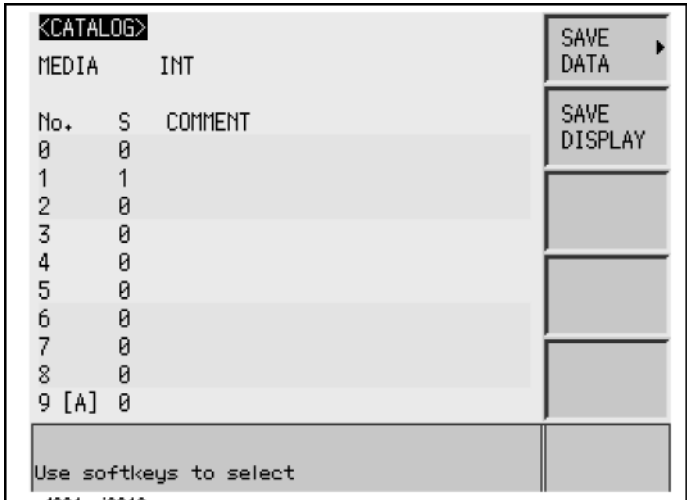 <CATALOG>
MEDIA INT
No. S COMMENT
0 0
1 1
2 0
3 0
4 0
5 0
6 0
7 0
8 0
9 [A] 0
Use softkeys to select
SAVE
DATA
SAVE
DISPLAY